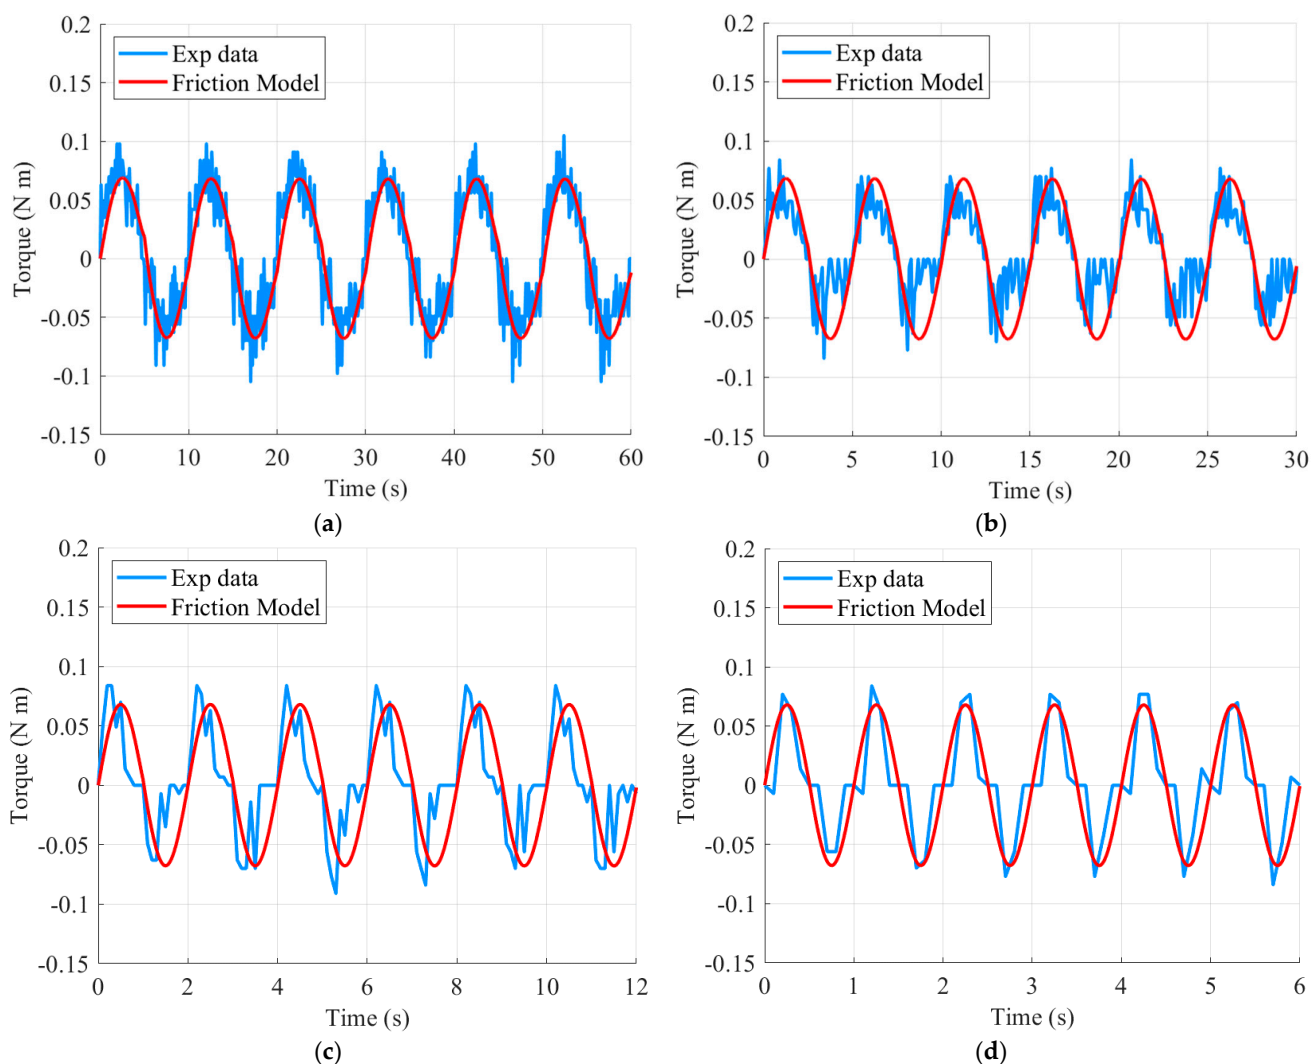 0.2
Exp data
Friction Model
0.15
0.1
0.05
0
-0.05
-0.1
-0.15
Torque (N m)
0 10 20 30 40 50 60
Time (s)
(a)
0.2
Exp data
Friction Model
0.15
0.1
0.05
0
-0.05
-0.1
-0.15
Torque (N m)
0 5 10 15 20 25 30
Time (s)
(b)
0.2
Exp data
Friction Model
0.15
0.1
0.05
0
-0.05
-0.1
-0.15
Torque (N m)
0 2 4 6 8 10 12
Time (s)
(c)
0.2
Exp data
Friction Model
0.15
0.1
0.05
0
-0.05
-0.1
-0.15
Torque (N m)
0 1 2 3 4 5 6
Time (s)
(d)